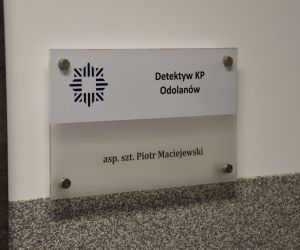 Detektyw KP
Odolanów
asp. szt. Piotr Maciejewski